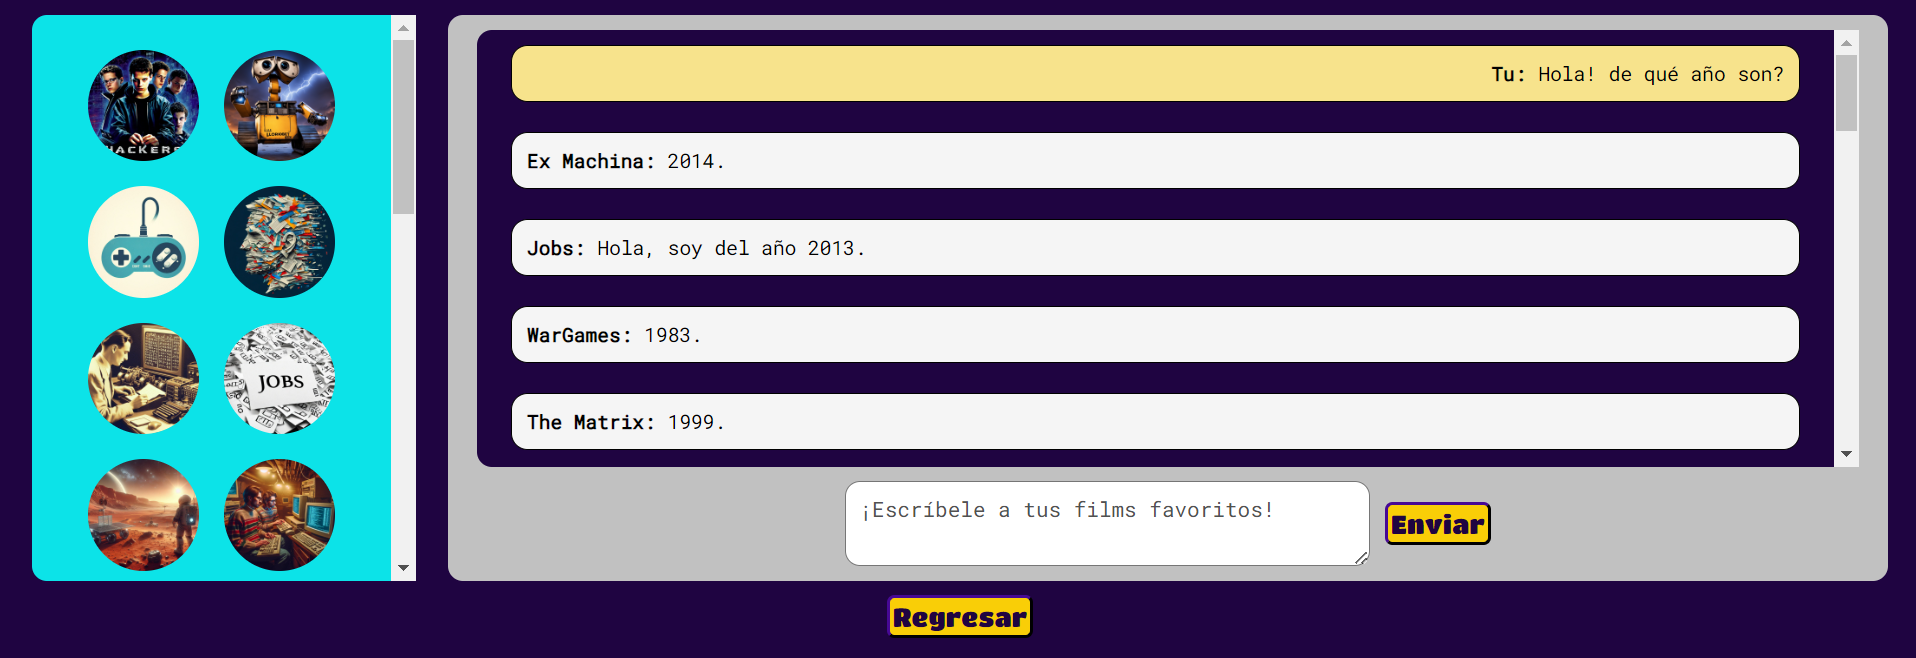 HACKERS
JOBS
Tu: Hola! de qué año son?
Ex Machina: 2014.
Jobs: Hola, soy del año 2013.
WarGames: 1983.
The Matrix: 1999.
¡Escríbele a tus films favoritos!
Enviar
Regresar